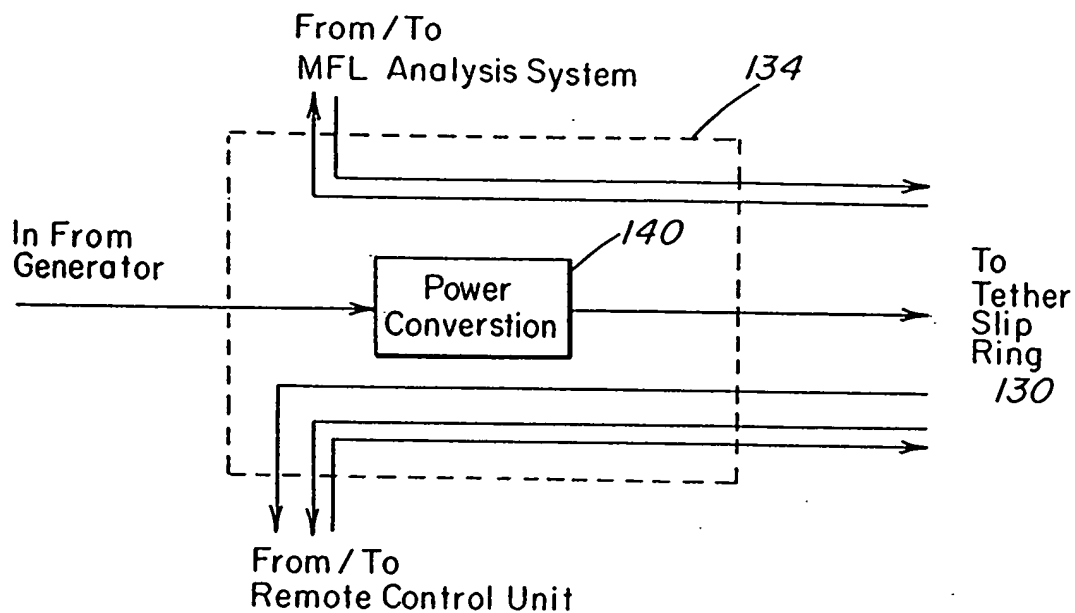 From / To
MFL Analysis System
134
In From
Generator
140
Power
Converstion
To
Tether
Slip
Ring
130
From / To
Remote Control Unit